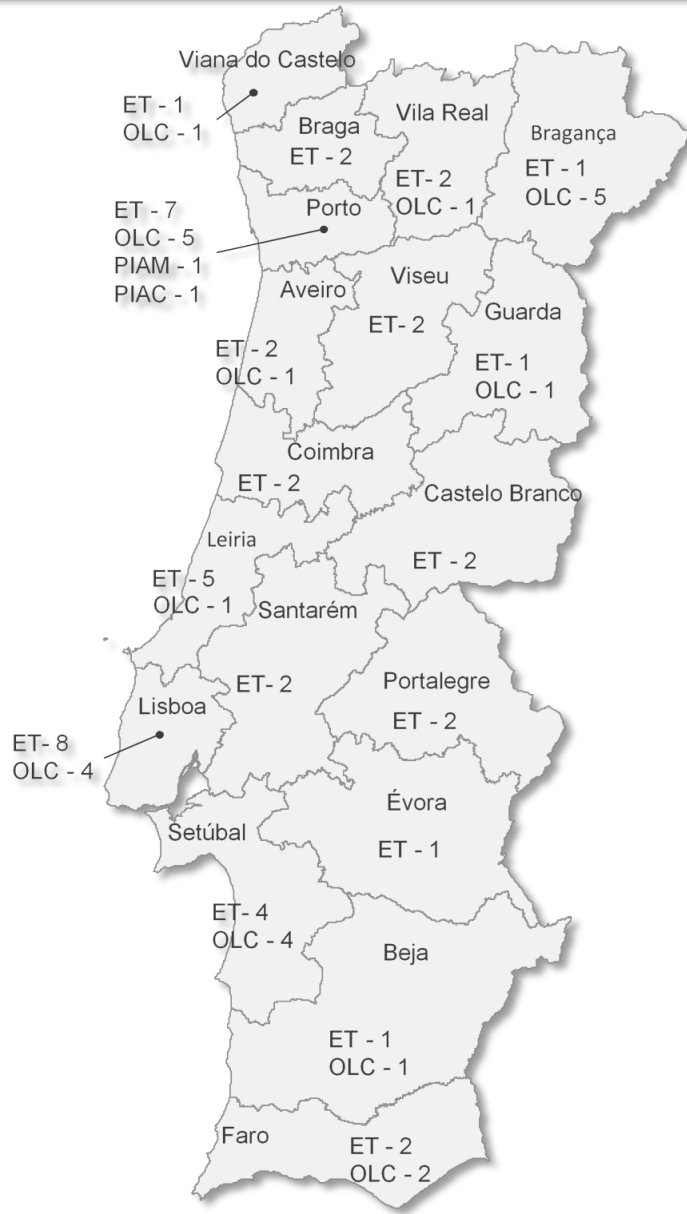 Viana do Castelo
ET - 1
OLC - 1
Braga
ET - 2
Vila Real
ET - 2
OLC - 1
Bragança
ET - 1
OLC - 5
Porto
ET - 7
OLC - 5
PIAM - 1
PIAC - 1
Aveiro
ET - 2
OLC - 1
Viseu
ET- 2
Guarda
ET- 1
OLC - 1
Coimbra
ET - 2
Castelo Branco
ET - 2
Leiria
ET - 5
OLC - 1
Santarém
ET- 2
Lisboa
ET- 8
OLC - 4
Portalegre
ET - 2
Évora
ET - 1
Setúbal
ET- 4
OLC - 4
Beja
ET - 1
OLC - 1
Faro
ET - 2
OLC - 2